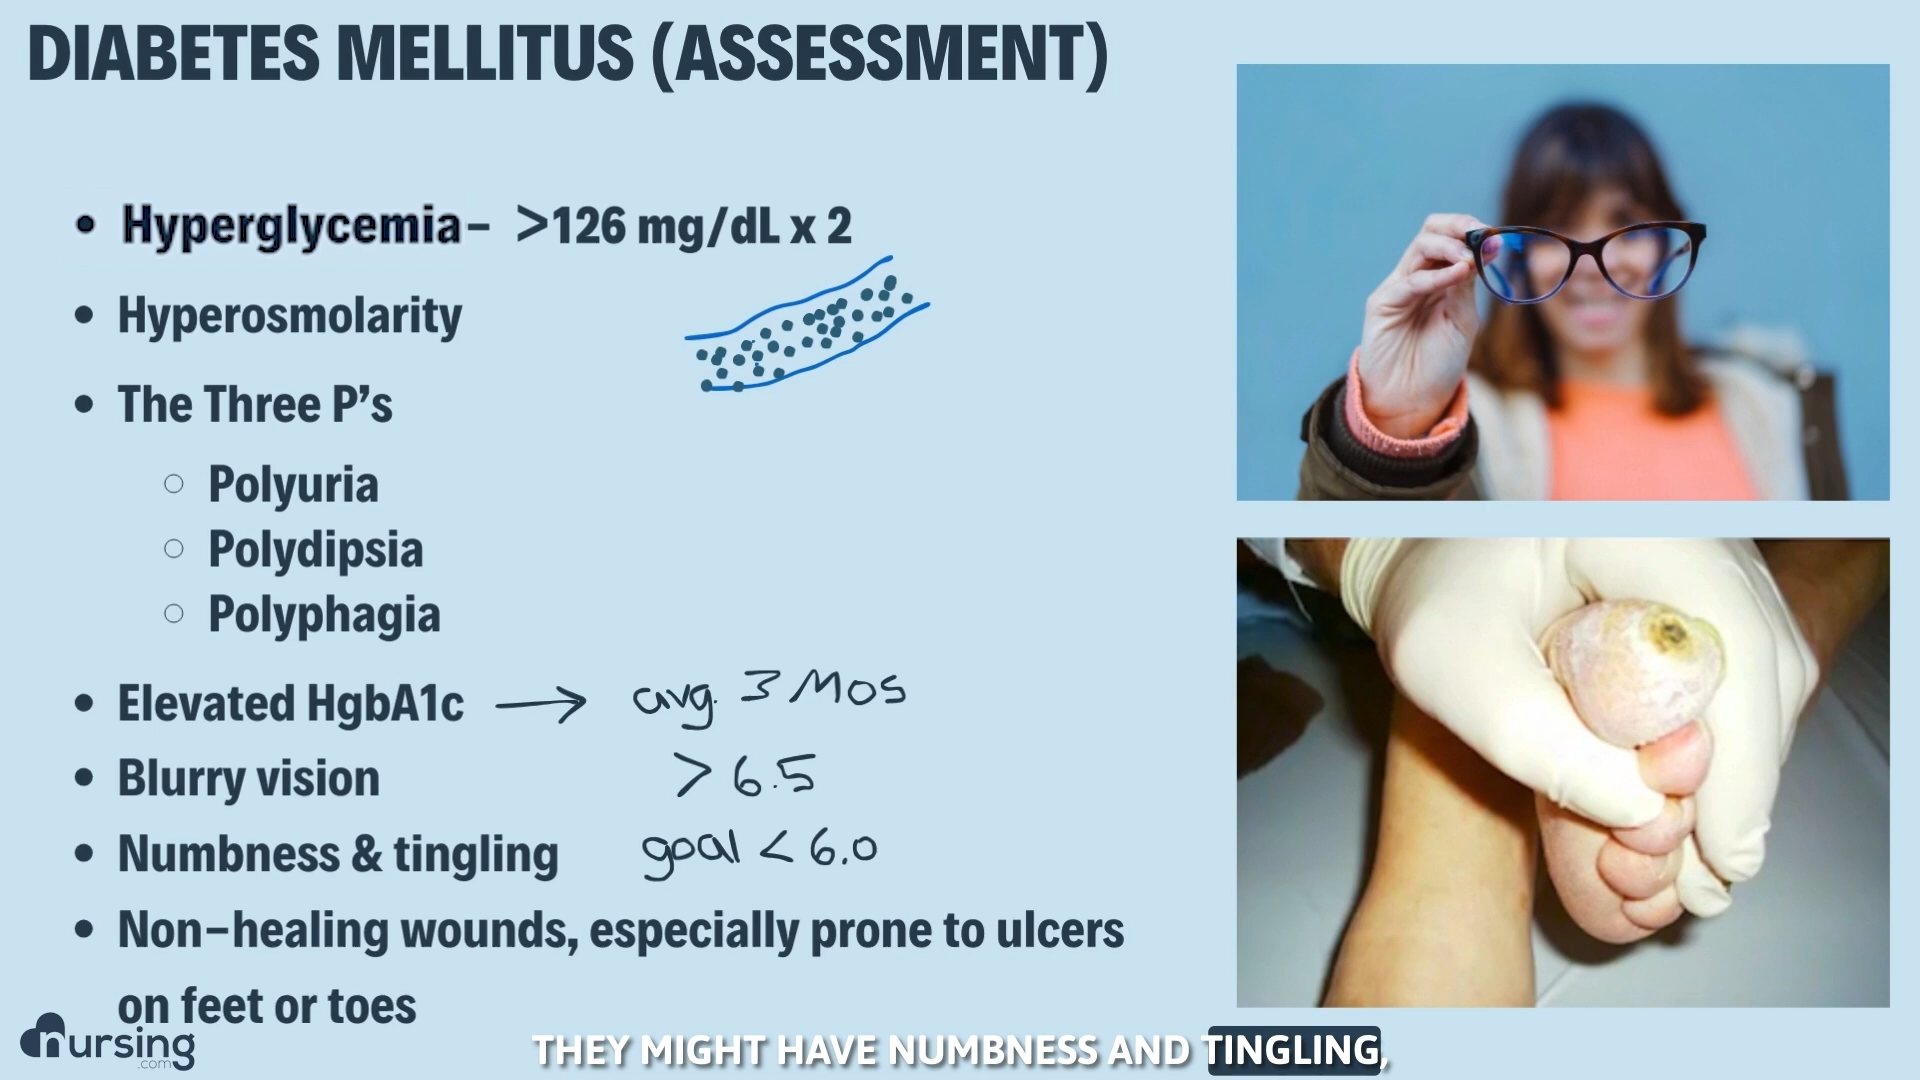 DIABETES MELLITUS (ASSESSMENT)
• Hyperglycemia- >126 mg/dL x 2
• Hyperosmolarity
• The Three P's
○ Polyuria
○ Polydipsia
○ Polyphagia
• Elevated HgbA1c → avg. 3 MOS
• Blurry vision > 6.5
• Numbness & tingling goal < 6.0
• Non-healing wounds, especially prone to ulcers
on feet or toes
nursing
.com
THEY MIGHT HAVE NUMBNESS AND TINGLING,